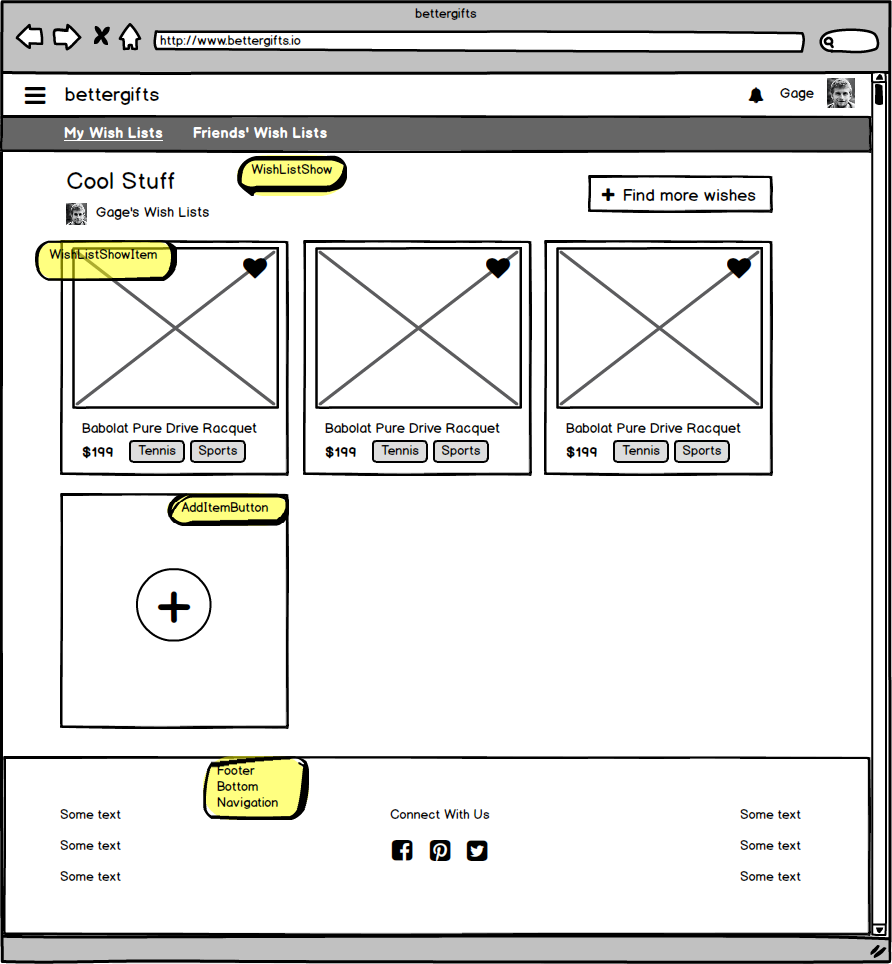 bettergifts
http://www.bettergifts.io
bettergifts
Gage
My Wish Lists Friends' Wish Lists
WishListShow
Cool Stuff
+ Find more wishes
Gage's Wish Lists
WishListShowItem
Babolat Pure Drive Racquet Babolat Pure Drive Racquet Babolat Pure Drive Racquet
$199 Tennis Sports $199 Tennis Sports $199 Tennis Sports
AddItemButton
Footer
Bottom
Navigation
Some text Connect With Us Some text
Some text Some text
Some text Some text